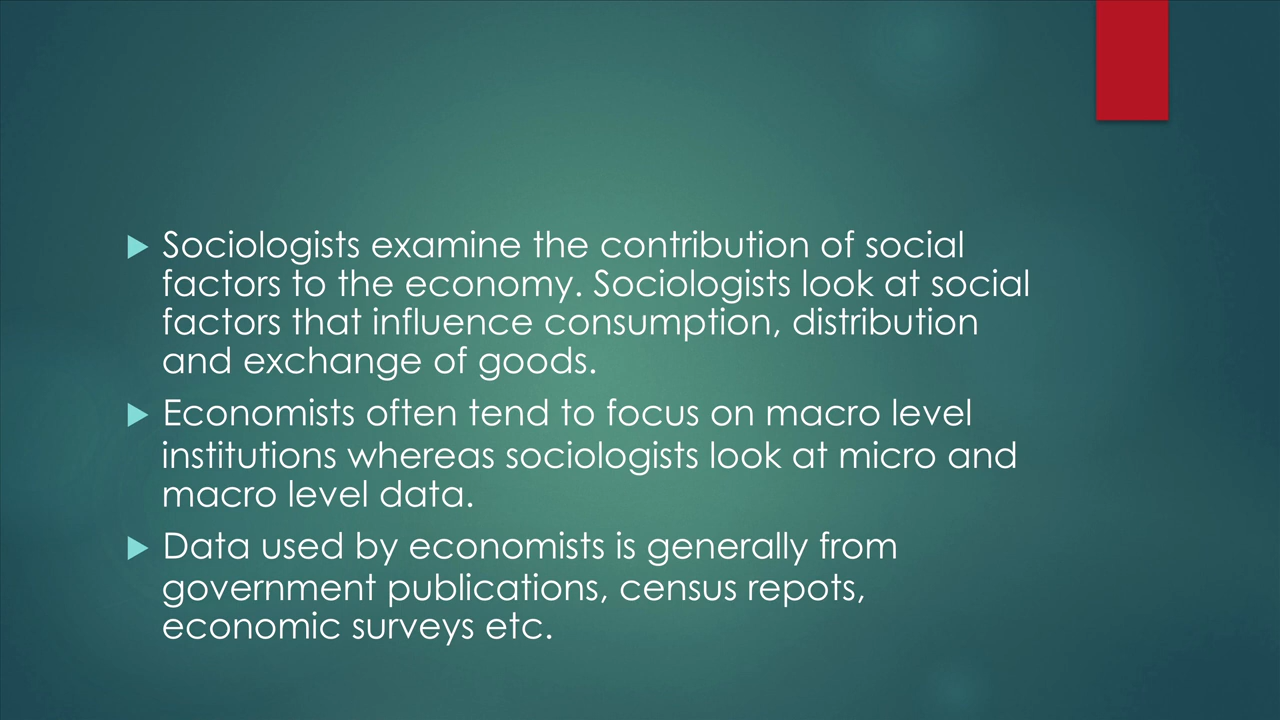 Sociologists examine the contribution of social
factors to the economy. Sociologists look at social
factors that influence consumption, distribution
and exchange of goods.
Economists often tend to focus on macro level
institutions whereas sociologists look at micro and
macro level data.
Data used by economists is generally from
government publications, census repots,
economic surveys etc.